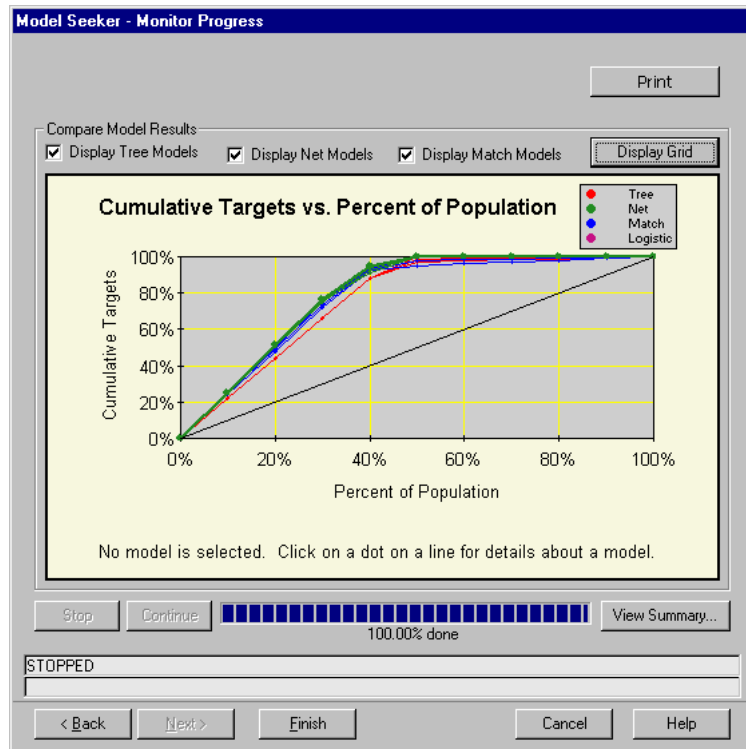 Model Seeker - Monitor Progress
Print
Compare Model Results
Display Tree Models
Display Net Models
Display Match Models
Display Grid
Cumulative Targets vs. Percent of Population
Tree
Net
Match
Logistic
Cumulative Targets
100%
80%
60%
40%
20%
0%
0% 20% 40% 60% 80% 100%
Percent of Population
No model is selected. Click on a dot on a line for details about a model.
Stop
Continue
100.00% done
View Summary...
STOPPED
< Back
Next >
Finish
Cancel
Help